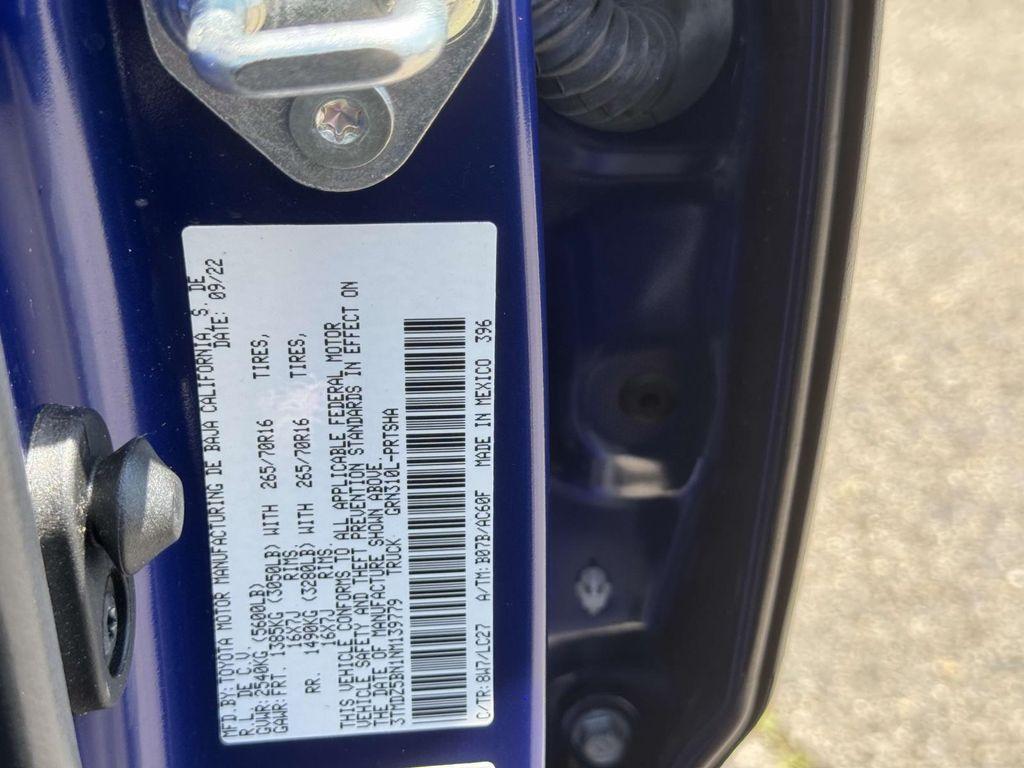 MFD.BY:TOYOTA MOTOR MANUFACTURING DE BAJA CALIFORNIA, S. DE
R.L. DE C.V. DATE: 09/22
GVWR:2540KG (5600LB)
GAWR:FRT. 1385KG (3050LB) WITH 265/70R16 TIRES,
16X7J RIMS
RR. 1490KG (3280LB) WITH 265/70R16 TIRES,
16X7J RIMS
THIS VEHICLE CONFORMS TO ALL APPLICABLE FEDERAL MOTOR
VEHICLE SAFETY AND THEFT PREVENTION STANDARDS IN EFFECT ON
THE DATE OF MANUFACTURE SHOWN ABOVE.
3TMDZ5BN1NM139779 TRUCK GRN310L-PRTSHA
C/TR:8W7/LC27 A/TM:B07B/AC60F MADE IN MEXICO 396